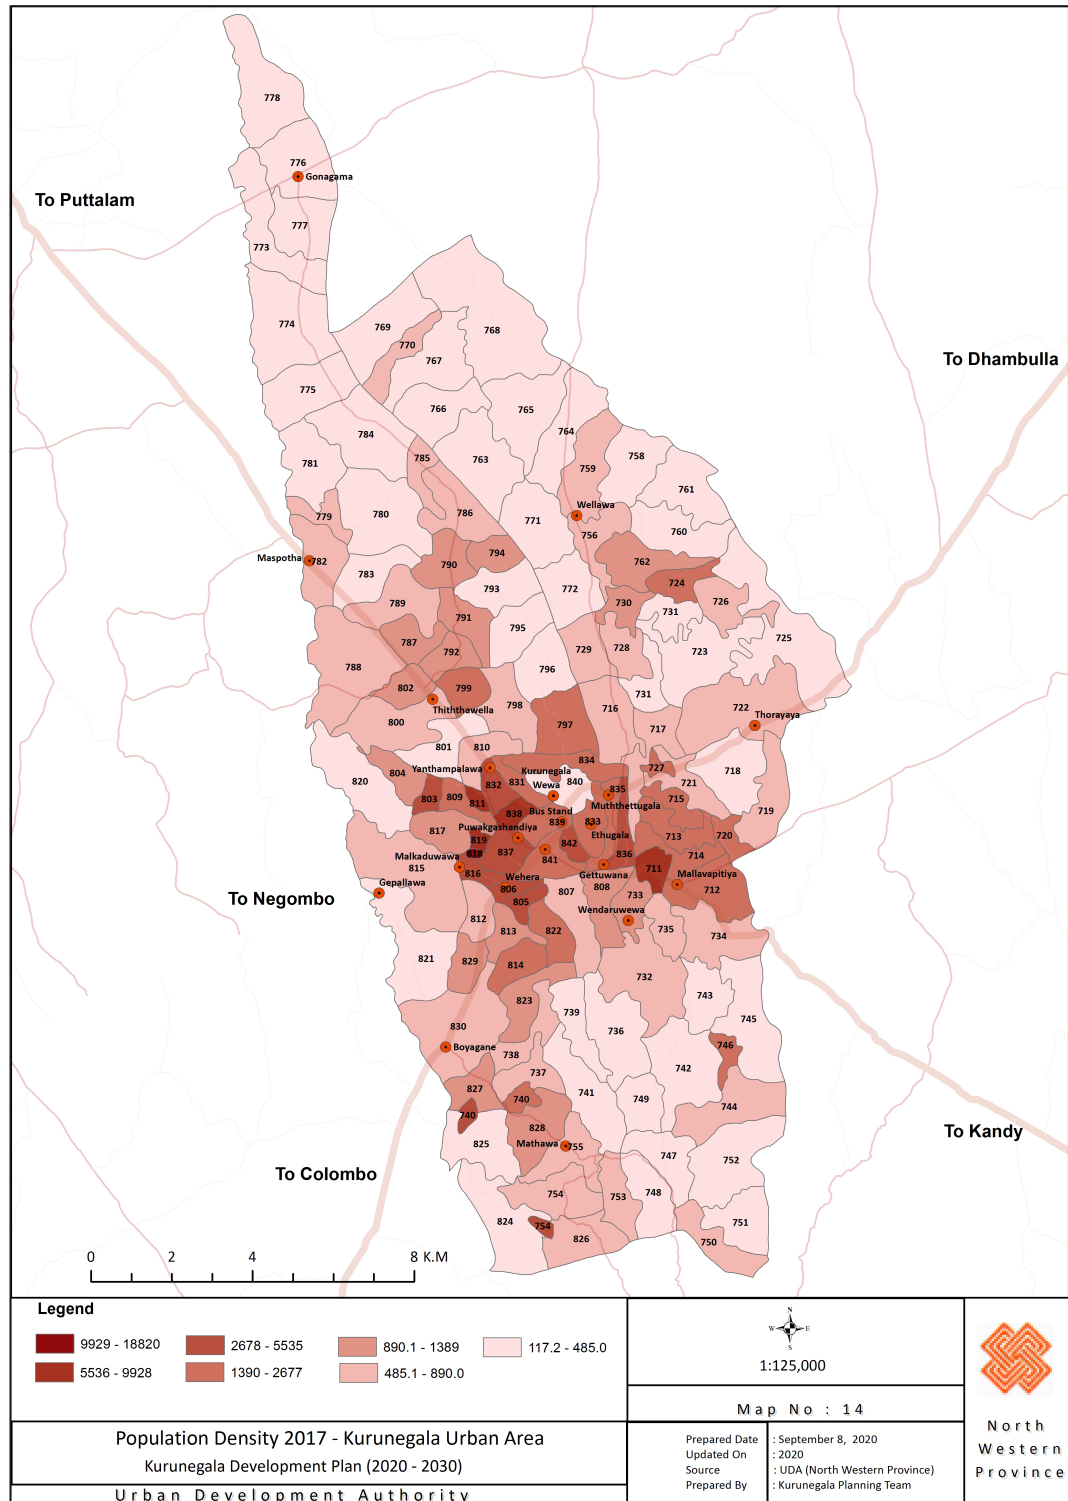 778
776
Gonagama
To Puttalam
777
773
774
769
768
770
767
To Dhambulla
775
766
765
784
764
763
785
781
759
758
761
Wellawa
779
780
786
771
756
760
Maspotha
782
794
790
762
783
793
772
724
789
730
731
726
791
795
787
792
729
728
723
725
788
796
802
799
731
Thiththawella
798
716
722
Thorayaya
800
797
717
801
810
834
820
804
Yanthampalawa
831
Kurunegala
840
727
718
832
Wewa
835
721
803
809
811
Muththettugala
715
719
838
Bus Stand
839
833
817
Puwakgashandiya
Ethugala
713
720
819
842
818
837
841
836
714
Malkaduwawa
815
816
Wehera
Gettuwana
711
Mallavapitiya
Gepallawa
806
807
808
712
To Negombo
805
733
812
Wendaruwewa
813
822
735
734
821
829
814
732
823
739
743
830
736
745
Boyagane
738
746
742
737
827
741
740
749
744
740
828
To Kandy
825
Mathawa
755
747
752
To Colombo
754
753
748
824
754
826
751
750
0 2 4 8 K.M
Legend
9929 - 18820
2678 - 5535
890.1 - 1389
117.2 - 485.0
5536 - 9928
1390 - 2677
485.1 - 890.0
N
W E
S
1:125,000
Map No : 14
Population Density 2017 - Kurunegala Urban Area
Kurunegala Development Plan (2020 - 2030)
Urban Development Authority
Prepared Date : September 8, 2020
Updated On : 2020
Source : UDA (North Western Province)
Prepared By : Kurunegala Planning Team
North
Western
Province